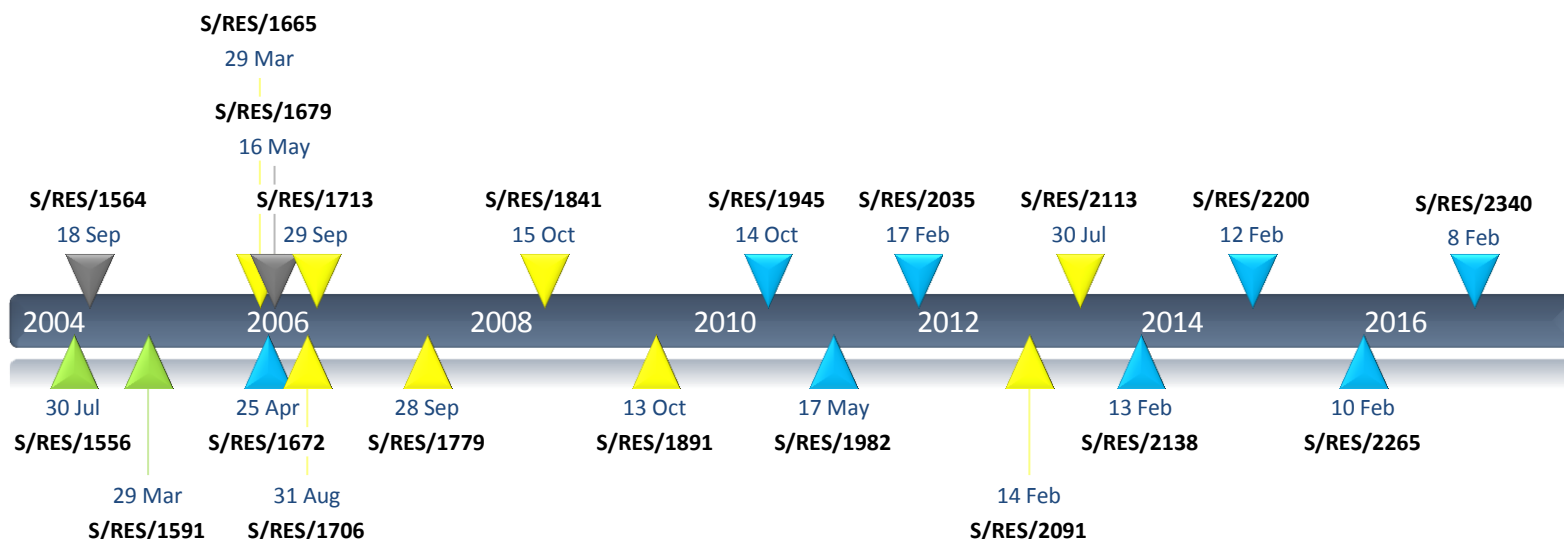 S/RES/1665
29 Mar
S/RES/1679
16 May
S/RES/1564
18 Sep
S/RES/1713
29 Sep
S/RES/1841
15 Oct
S/RES/1945
14 Oct
S/RES/2035
17 Feb
S/RES/2113
30 Jul
S/RES/2200
12 Feb
S/RES/2340
8 Feb
2004 2006 2008 2010 2012 2014 2016
30 Jul
S/RES/1556
25 Apr
S/RES/1672
28 Sep
S/RES/1779
13 Oct
S/RES/1891
17 May
S/RES/1982
13 Feb
S/RES/2138
10 Feb
S/RES/2265
29 Mar
S/RES/1591
31 Aug
S/RES/1706
14 Feb
S/RES/2091